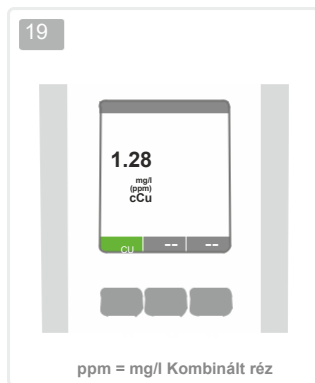 19
1.28
mg/l
(ppm)
cCu
CU -- --
ppm = mg/l Kombinált réz